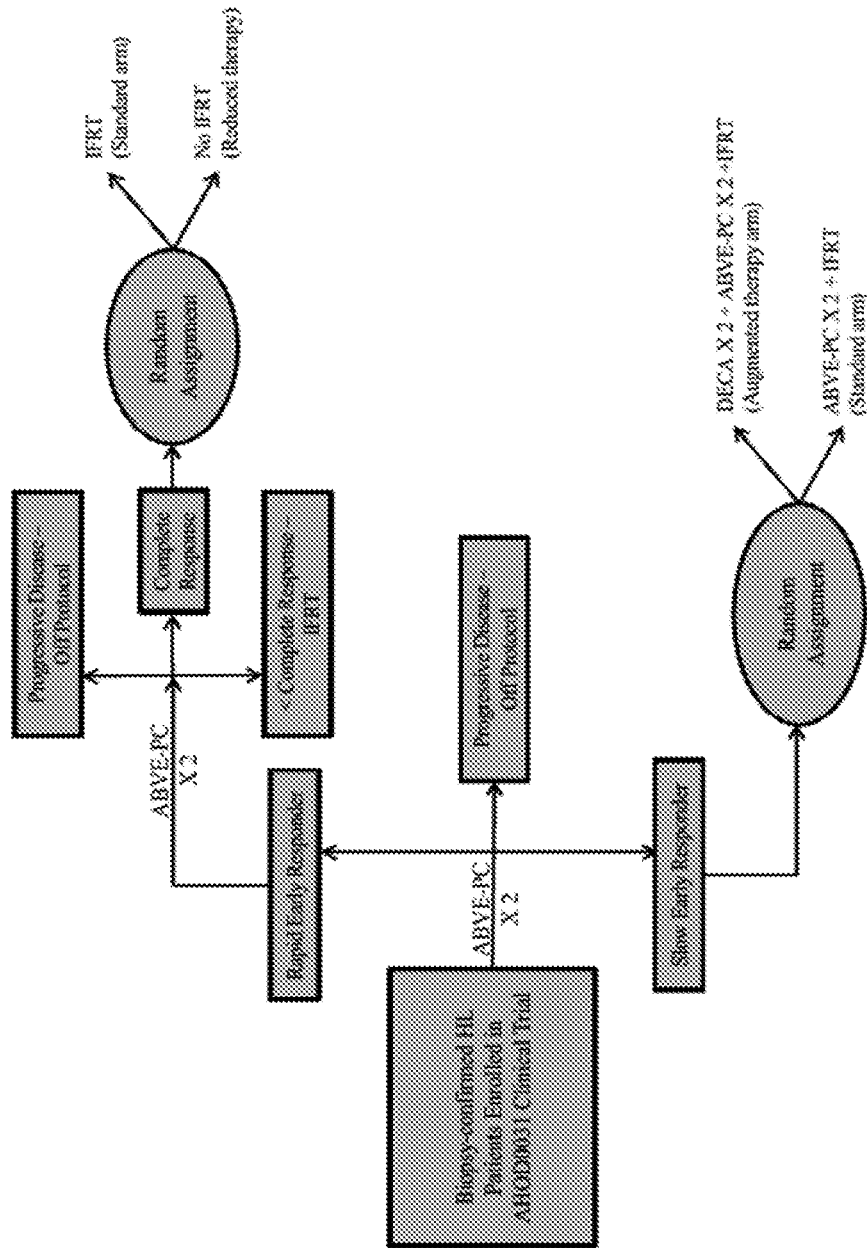 Biopsy-confirmed HL
Patients Enrolled in
AHOD0031 Clinical Trial
ABVE-PC
X 2
Rapid Early Responder
Progressive Disease –
Off Protocol
Slow Early Responder
ABVE-PC
X 2
Progressive Disease –
Off Protocol
Complete
Response
< Complete Response –
IFRT
Random
Assignment
IFRT
(Standard arm)
No IFRT
(Reduced therapy)
Random
Assignment
DECA X 2 + ABVE-PC X 2 +IFRT
(Augmented therapy arm)
ABVE-PC X 2 + IFRT
(Standard arm)